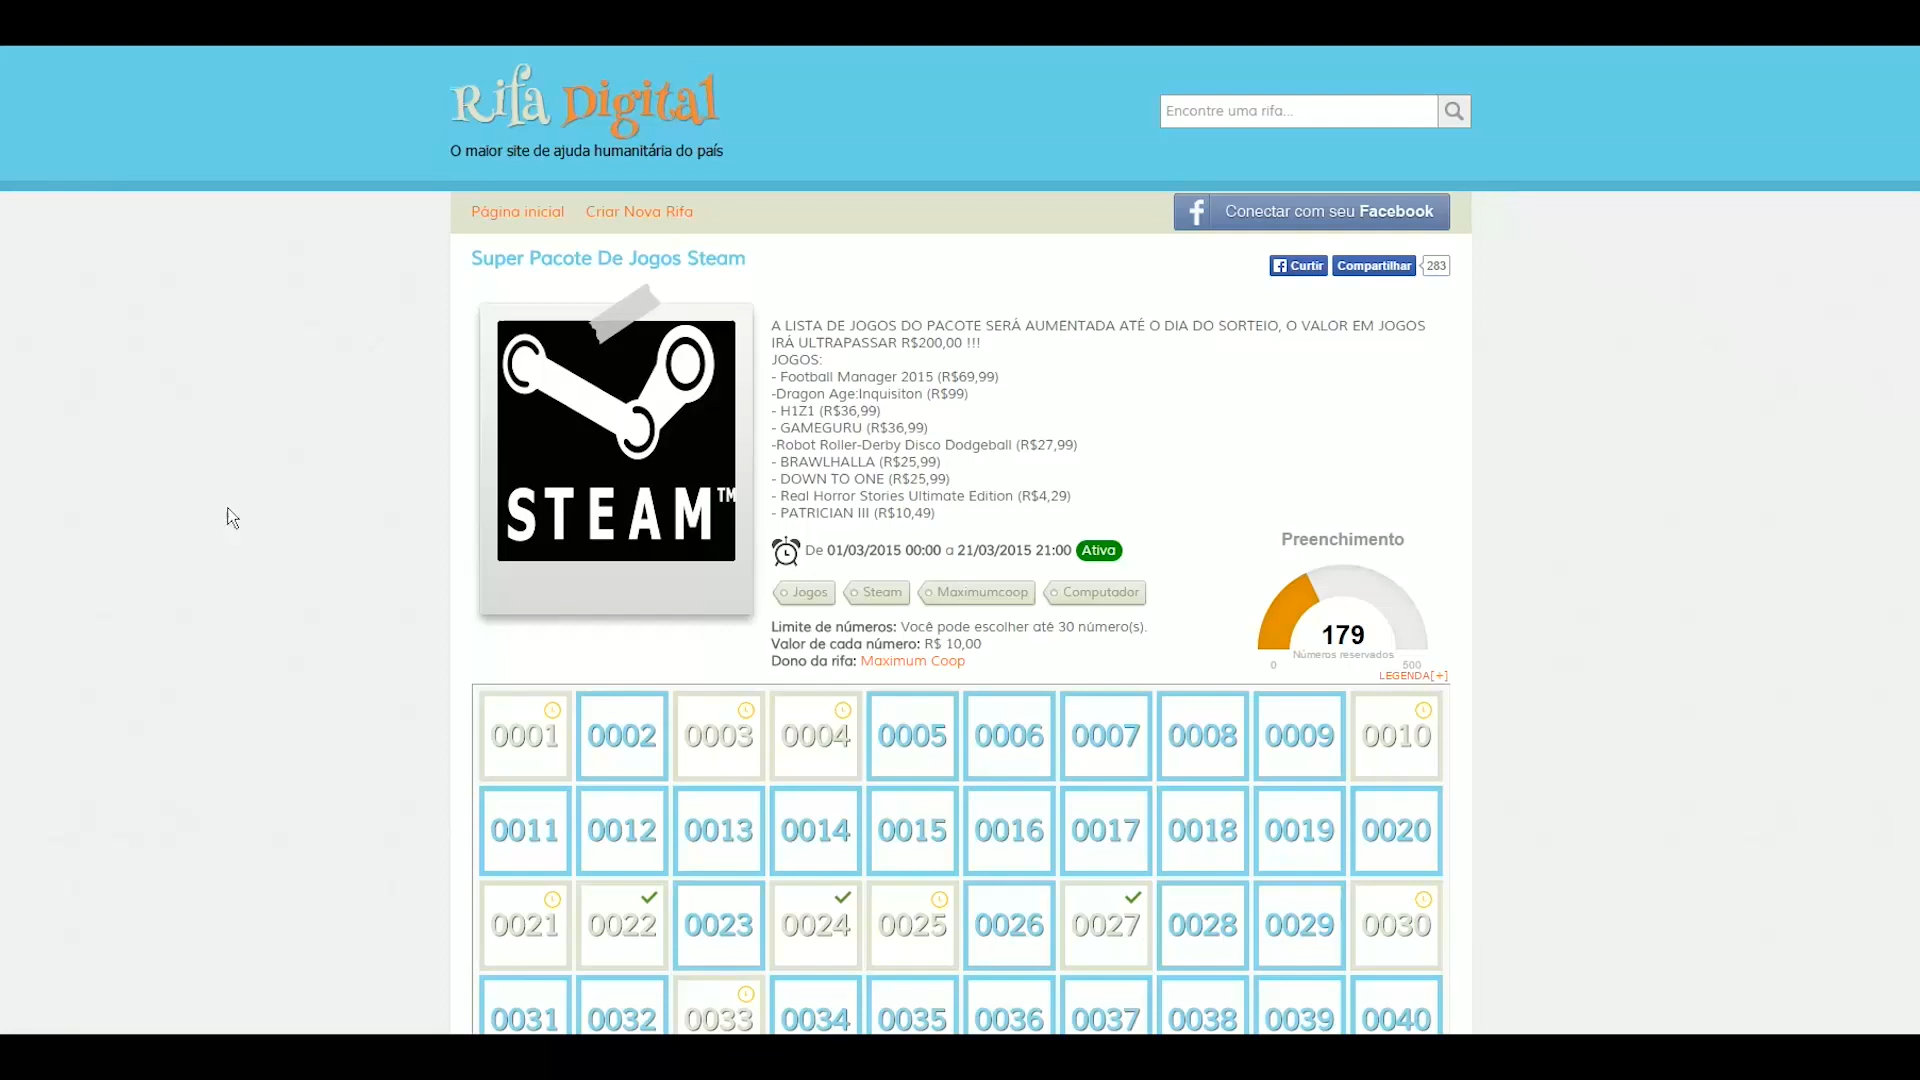 Rifa Digital
O maior site de ajuda humanitária do país
Encontre uma rifa...
Página inicial Criar Nova Rifa
Conectar com seu Facebook
Super Pacote De Jogos Steam
Curtir Compartilhar 283
STEAM™
A LISTA DE JOGOS DO PACOTE SERÁ AUMENTADA ATÉ O DIA DO SORTEIO, O VALOR EM JOGOS
IRÁ ULTRAPASSAR R$200,00 !!!
JOGOS:
- Football Manager 2015 (R$69,99)
-Dragon Age:Inquisiton (R$99)
- H1Z1 (R$36,99)
- GAMEGURU (R$36,99)
-Robot Roller-Derby Disco Dodgeball (R$27,99)
- BRAWLHALLA (R$25,99)
- DOWN TO ONE (R$25,99)
- Real Horror Stories Ultimate Edition (R$4,29)
- PATRICIAN III (R$10,49)
De 01/03/2015 00:00 a 21/03/2015 21:00 Ativa
Jogos Steam Maximumcoop Computador
Limite de números: Você pode escolher até 30 número(s).
Valor de cada número: R$ 10,00
Dono da rifa: Maximum Coop
Preenchimento
179
Números reservados
0 500
LEGENDA[+]
0001 0002 0003 0004 0005 0006 0007 0008 0009 0010
0011 0012 0013 0014 0015 0016 0017 0018 0019 0020
0021 0022 0023 0024 0025 0026 0027 0028 0029 0030
0031 0032 0033 0034 0035 0036 0037 0038 0039 0040